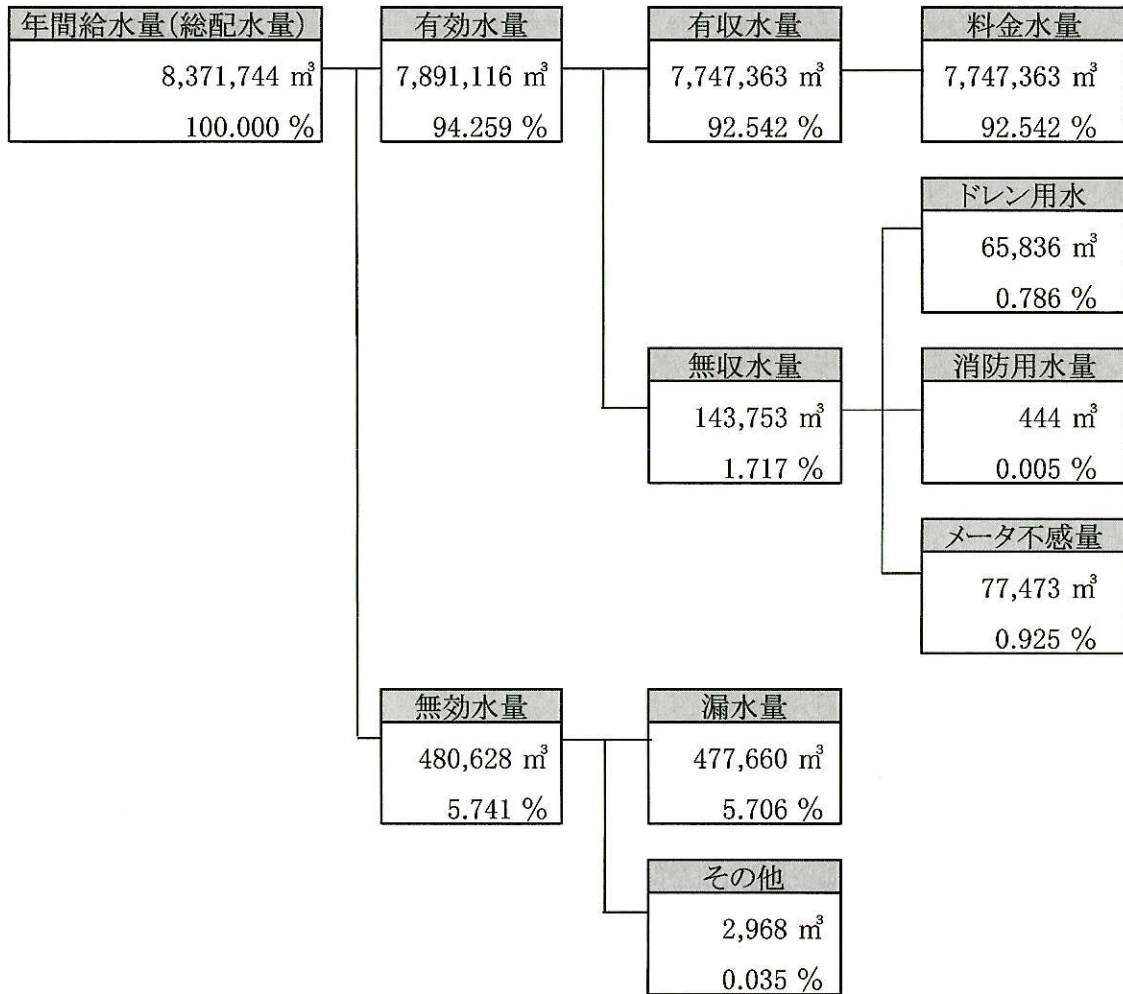 年間給水量(総配水量)
8,371,744 ㎥
100.000 %
有効水量
7,891,116 ㎥
94.259 %
有収水量
7,747,363 ㎥
92.542 %
料金水量
7,747,363 ㎥
92.542 %
ドレン用水
65,836 ㎥
0.786 %
無収水量
143,753 ㎥
1.717 %
消防用水量
444 ㎥
0.005 %
メータ不感量
77,473 ㎥
0.925 %
無効水量
480,628 ㎥
5.741 %
漏水量
477,660 ㎥
5.706 %
その他
2,968 ㎥
0.035 %